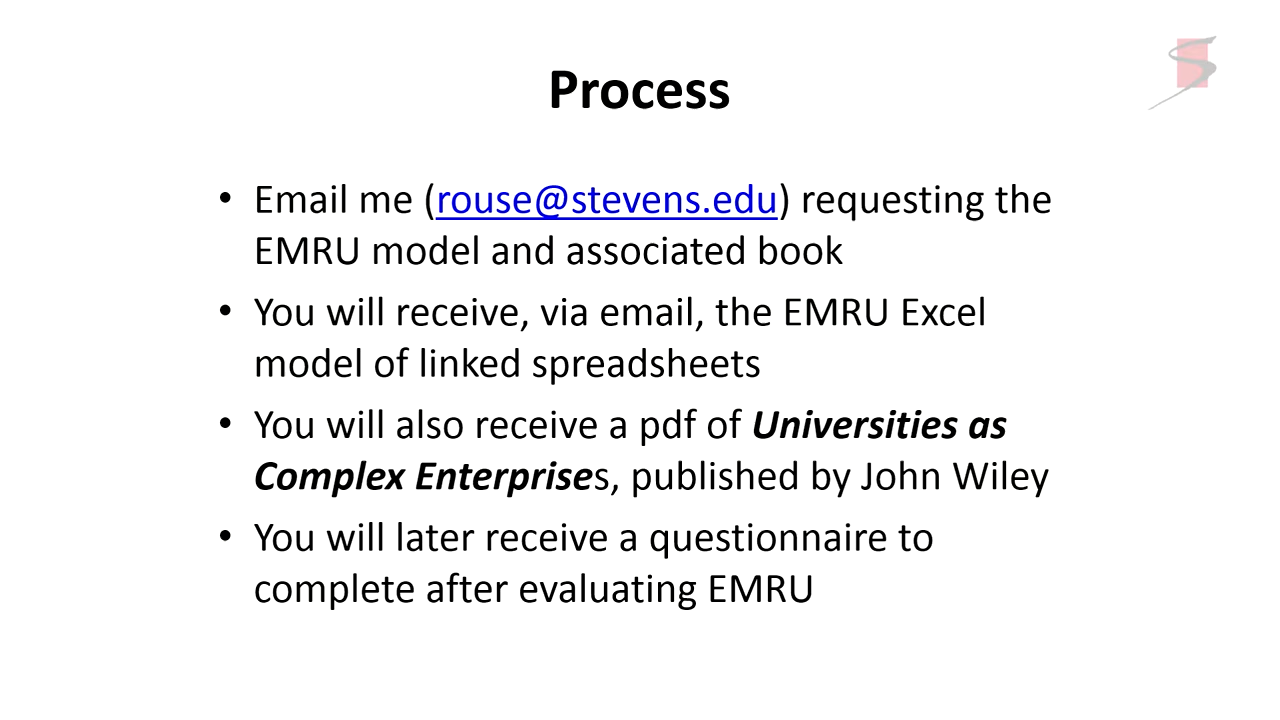 Process
• Email me (rouse@stevens.edu) requesting the
EMRU model and associated book
• You will receive, via email, the EMRU Excel
model of linked spreadsheets
• You will also receive a pdf of Universities as
Complex Enterprises, published by John Wiley
• You will later receive a questionnaire to
complete after evaluating EMRU